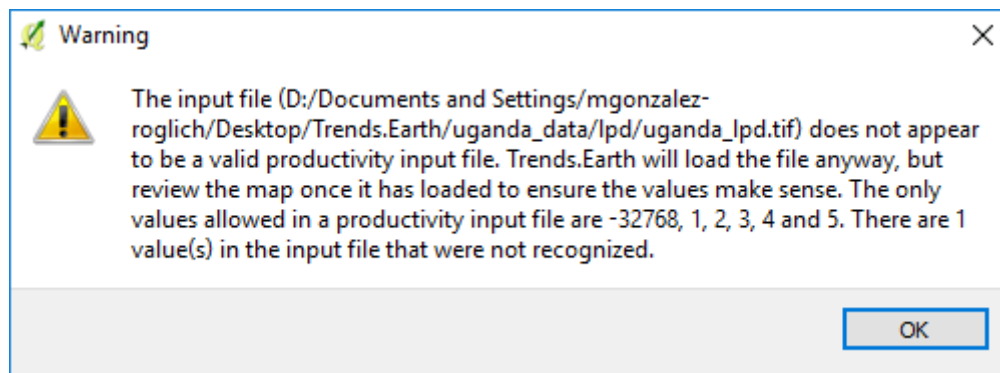 Warning
The input file (D:/Documents and Settings/mgonzalez-
roglich/Desktop/Trends.Earth/uganda_data/lpd/uganda_lpd.tif) does not appear
to be a valid productivity input file. Trends.Earth will load the file anyway, but
review the map once it has loaded to ensure the values make sense. The only
values allowed in a productivity input file are -32768, 1, 2, 3, 4 and 5. There are 1
value(s) in the input file that were not recognized.
OK